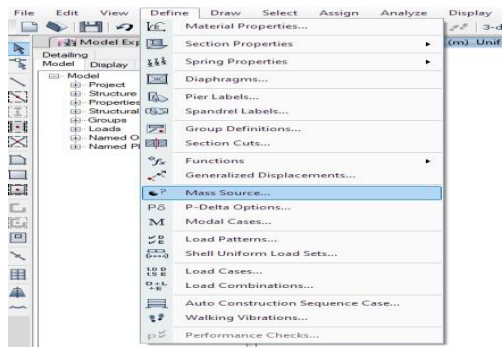 File Edit View Define Draw Select Assign Analyze Display
3-d
Model Exp
(m) Unif
Detailing
Model Display
Model
Project
Structure
Properties
Structural
Groups
Loads
Named O
Named Pl
Material Properties...
Section Properties
Spring Properties
Diaphragms...
Pier Labels...
Spandrel Labels...
Group Definitions...
Section Cuts...
Functions
Generalized Displacements...
Mass Source...
Pδ P-Delta Options...
M Modal Cases...
Load Patterns...
Shell Uniform Load Sets...
Load Cases...
Load Combinations...
Auto Construction Sequence Case...
Walking Vibrations...
Performance Checks...